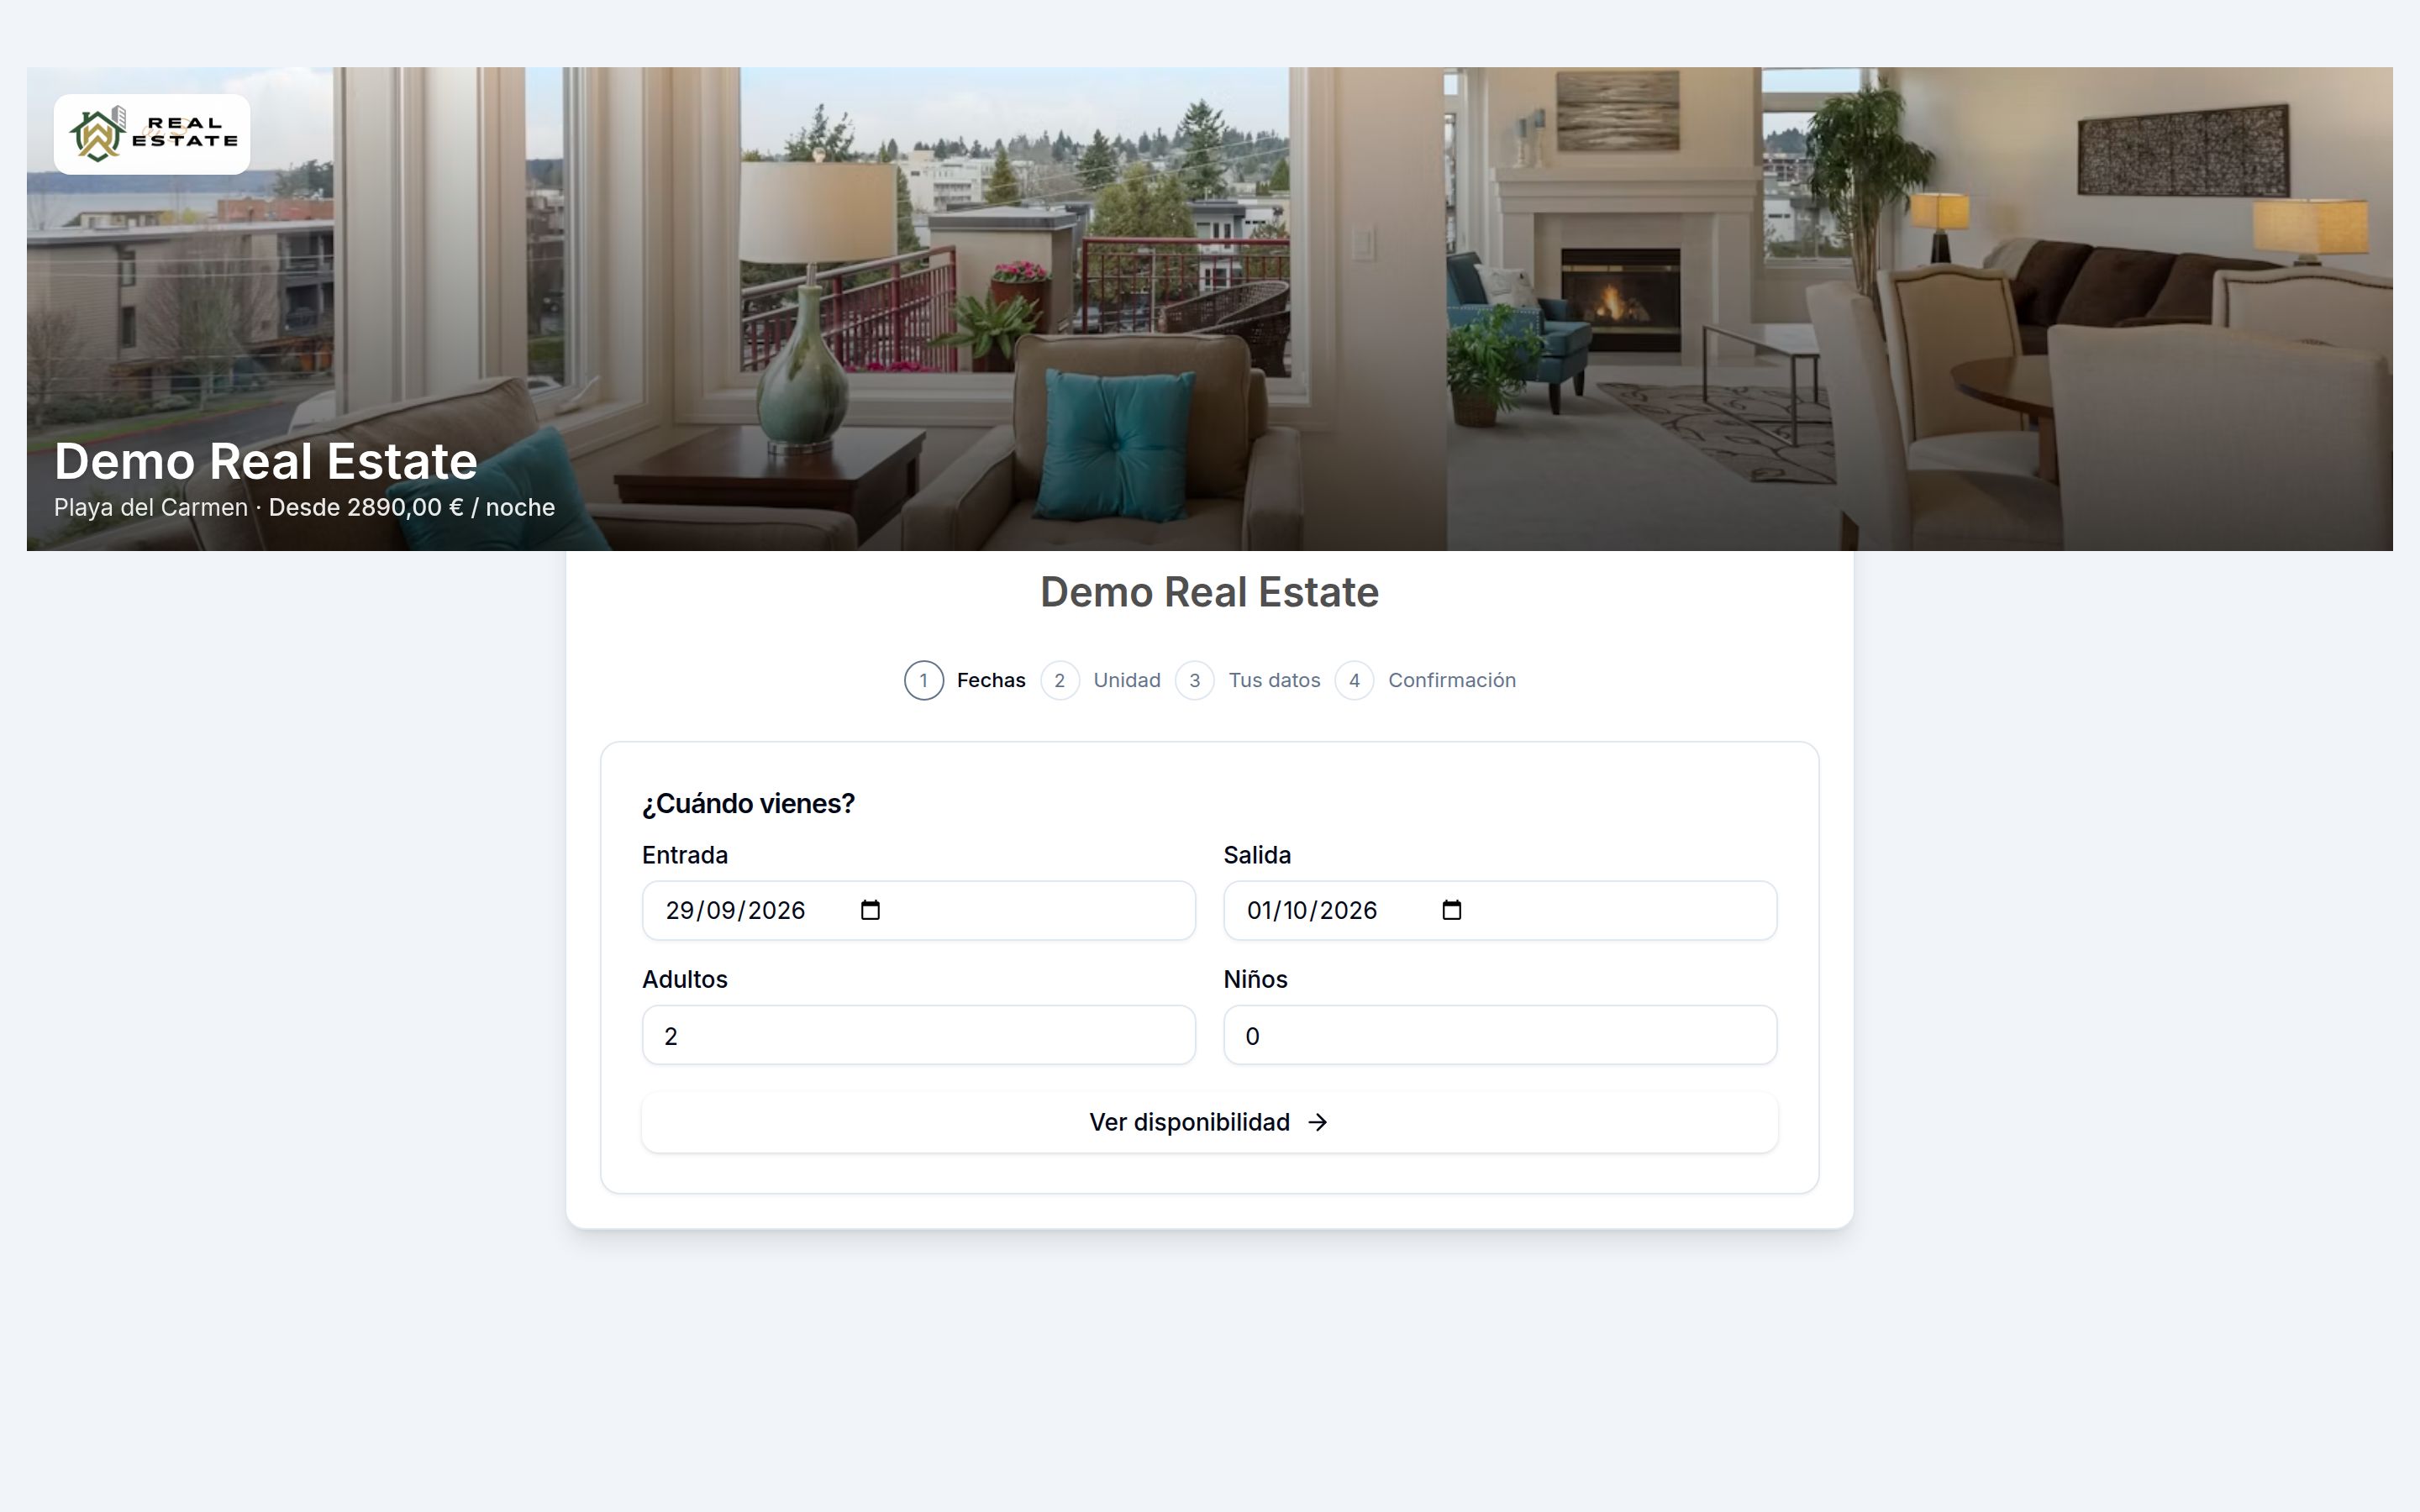 REAL
ESTATE
Demo Real Estate
Playa del Carmen · Desde 2890,00 € / noche
Demo Real Estate
1 Fechas 2 Unidad 3 Tus datos 4 Confirmación
¿Cuándo vienes?
Entrada Salida
29/09/2026 01/10/2026
Adultos Niños
2 0
Ver disponibilidad →